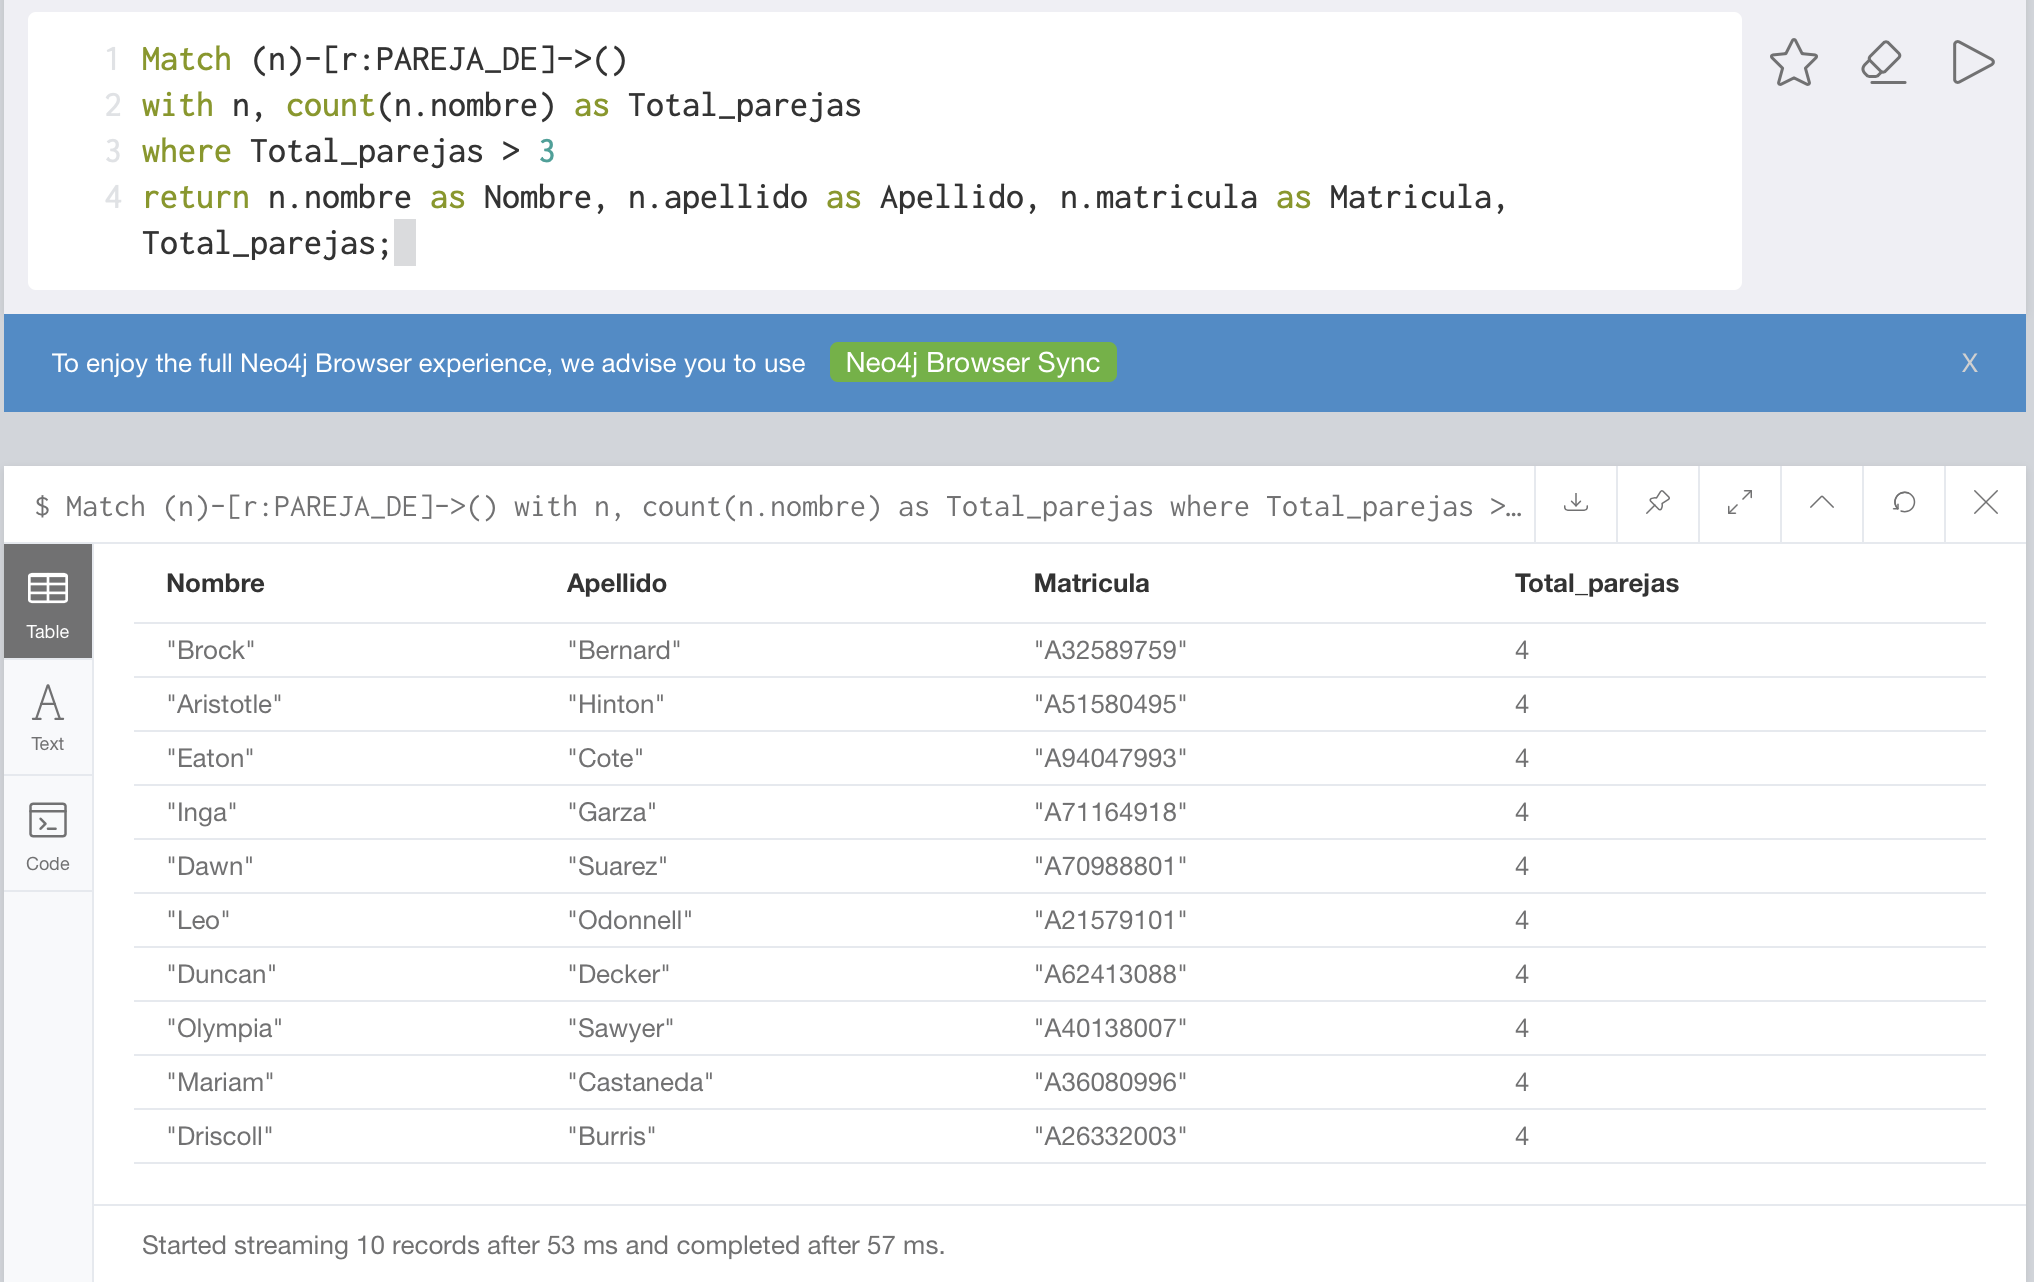 1 Match (n)-[r:PAREJA_DE]->()
2 with n, count(n.nombre) as Total_parejas
3 where Total_parejas > 3
4 return n.nombre as Nombre, n.apellido as Apellido, n.matricula as Matricula,
Total_parejas;
To enjoy the full Neo4j Browser experience, we advise you to use Neo4j Browser Sync X
$ Match (n)-[r:PAREJA_DE]->() with n, count(n.nombre) as Total_parejas where Total_parejas >…
Table
Text
Code
Nombre Apellido Matricula Total_parejas
"Brock" "Bernard" "A32589759" 4
"Aristotle" "Hinton" "A51580495" 4
"Eaton" "Cote" "A94047993" 4
"Inga" "Garza" "A71164918" 4
"Dawn" "Suarez" "A70988801" 4
"Leo" "Odonnell" "A21579101" 4
"Duncan" "Decker" "A62413088" 4
"Olympia" "Sawyer" "A40138007" 4
"Mariam" "Castaneda" "A36080996" 4
"Driscoll" "Burris" "A26332003" 4
Started streaming 10 records after 53 ms and completed after 57 ms.